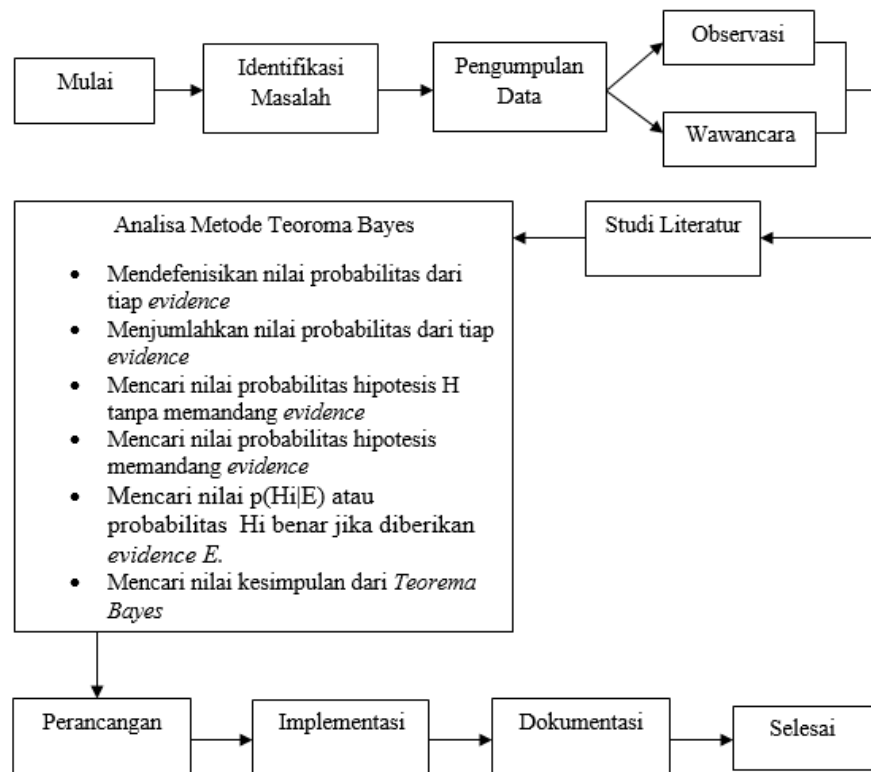 Mulai
Identifikasi
Masalah
Pengumpulan
Data
Observasi
Wawancara
Studi Literatur
Analisa Metode Teoroma Bayes
• Mendefenisikan nilai probabilitas dari
tiap evidence
• Menjumlahkan nilai probabilitas dari tiap
evidence
• Mencari nilai probabilitas hipotesis H
tanpa memandang evidence
• Mencari nilai probabilitas hipotesis
memandang evidence
• Mencari nilai p(Hi|E) atau
probabilitas Hi benar jika diberikan
evidence E.
• Mencari nilai kesimpulan dari Teorema
Bayes
Perancangan
Implementasi
Dokumentasi
Selesai